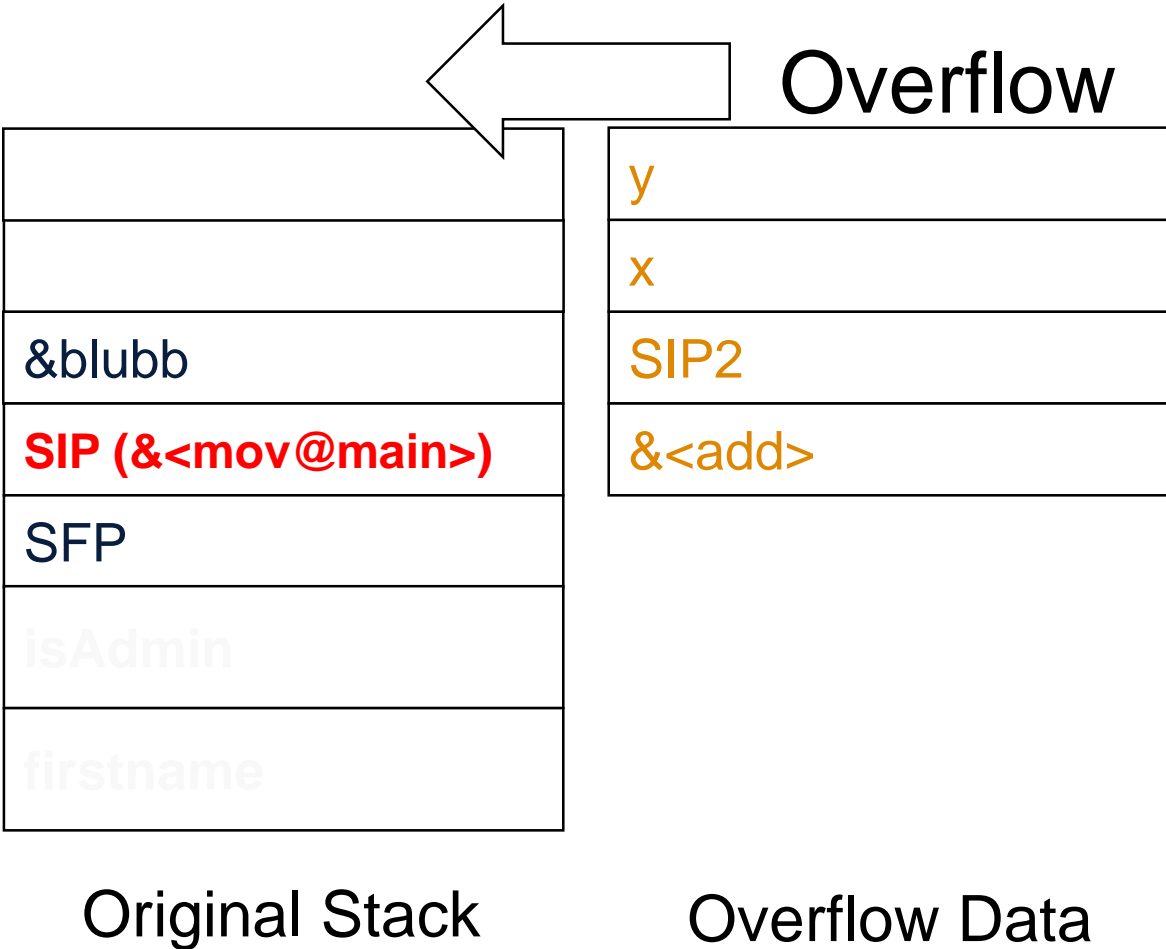 Overflow
y
x
&blubb
SIP2
SIP (&<mov@main>)
&<add>
SFP
isAdmin
firstname
Original Stack
Overflow Data